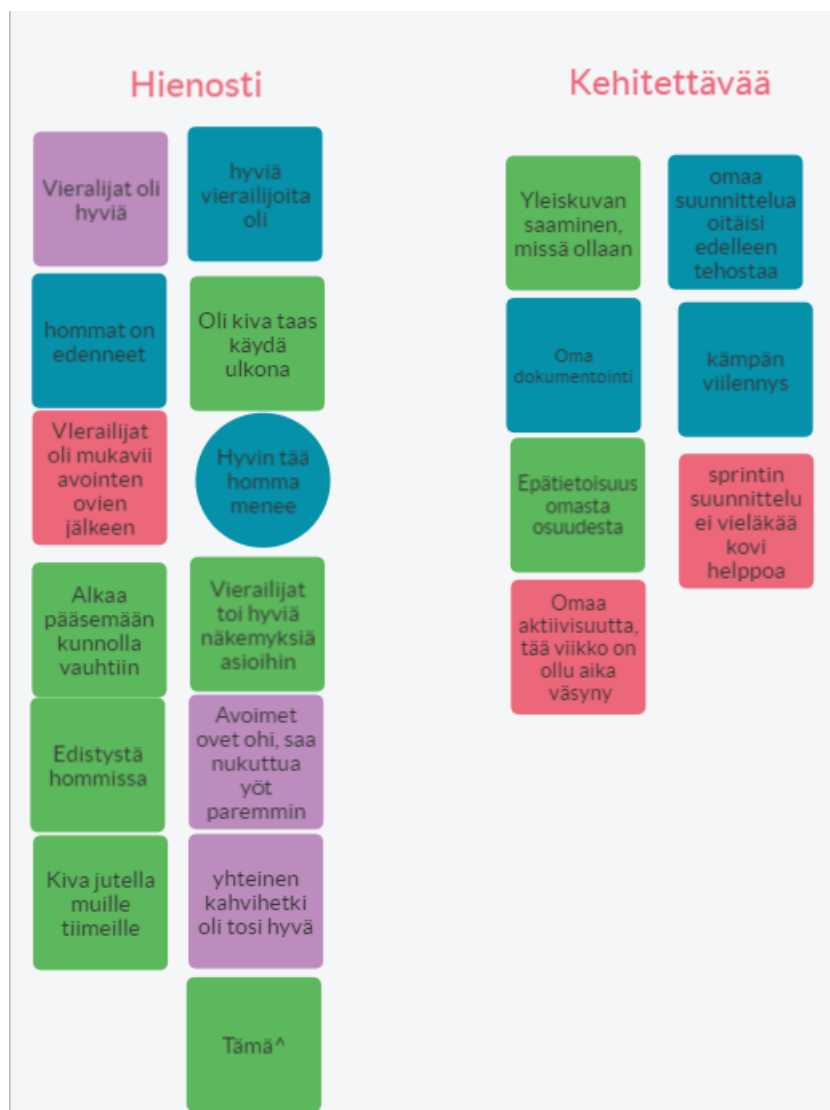 Hienosti
Vieralijat oli
hyviä
hyviä
vierailijoita
oli
hommat on
edenneet
Oli kiva taas
käydä
ulkona
VIerailijat
oli mukavii
avointen
ovien
jälkeen
Hyvin tää
homma
menee
Alkaa
pääsemään
kunnolla
vauhtiin
Vierailijat
toi hyviä
näkemyksiä
asioihin
Edistystä
hommissa
Avoimet
ovet ohi, saa
nukuttua
yöt
paremmin
Kiva jutella
muille
tiimeille
yhteinen
kahvihetki
oli tosi hyvä
Tämä^
Kehitettävää
Yleiskuvan
saaminen,
missä ollaan
omaa
suunnittelua
oitäisi
edelleen
tehostaa
Oma
dokumentointi
kämpän
viilennys
Epätietoisuus
omasta
osuudesta
sprintin
suunnittelu
ei vieläkää
kovi
helppoa
Omaa
aktiivisuutta,
tää viikko on
ollu aika
väsyny